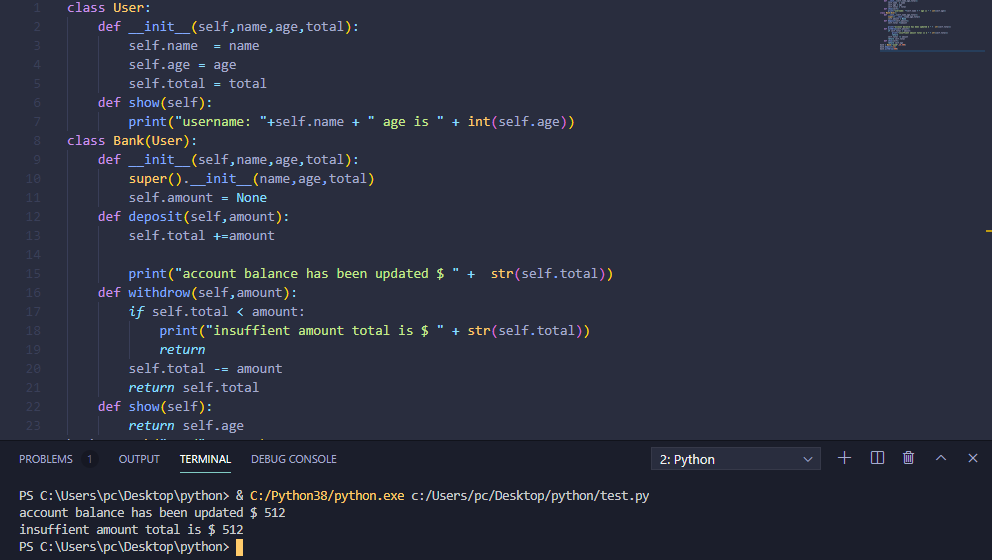 1 class User:
2 def __init__(self,name,age,total):
3 self.name  = name
4 self.age = age
5 self.total = total
6 def show(self):
7 print("username: "+self.name + " age is " + int(self.age))
8 class Bank(User):
9 def __init__(self,name,age,total):
10 super().__init__(name,age,total)
11 self.amount = None
12 def deposit(self,amount):
13 self.total +=amount
14
15 print("account balance has been updated $ " +  str(self.total))
16 def withdrow(self,amount):
17 if self.total < amount:
18 print("insuffient amount total is $ " + str(self.total))
19 return
20 self.total -= amount
21 return self.total
22 def show(self):
23 return self.age
PROBLEMS 1 OUTPUT TERMINAL DEBUG CONSOLE 2: Python
PS C:\Users\pc\Desktop\python> & C:/Python38/python.exe c:/Users/pc/Desktop/python/test.py
account balance has been updated $ 512
insuffient amount total is $ 512
PS C:\Users\pc\Desktop\python>